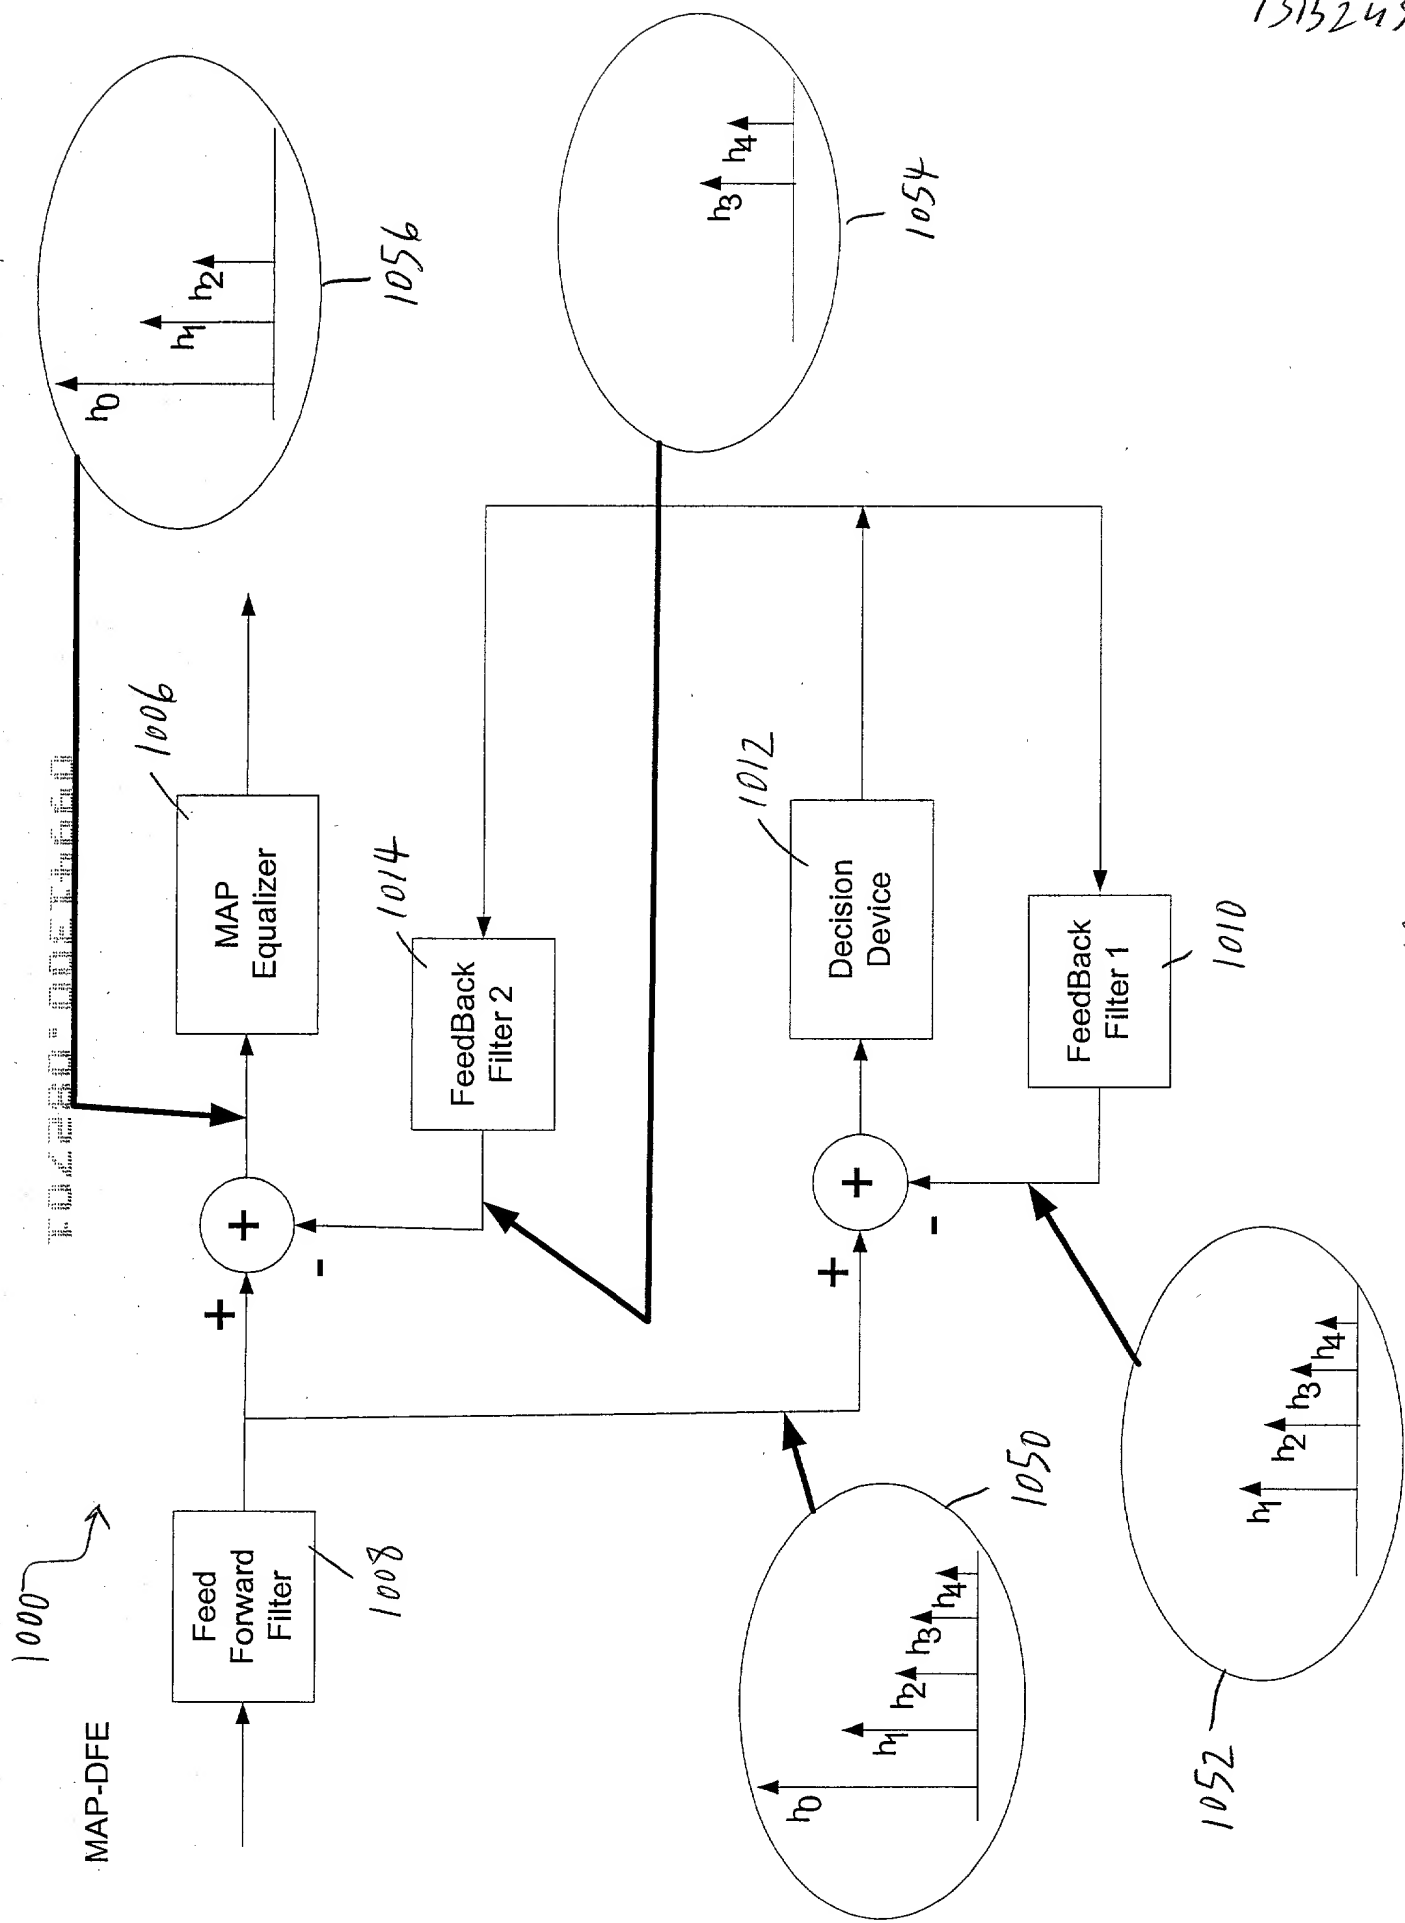 MAP-DFE
1000
Feed
Forward
Filter
1008
+
+
-
MAP
Equalizer
1006
h0
h1
h2
1056
FeedBack
Filter 2
1014
h3
h4
1054
+
+
-
Decision
Device
1012
FeedBack
Filter 1
1010
h0
h1
h2
h3
h4
1050
h1
h2
h3
h4
1052